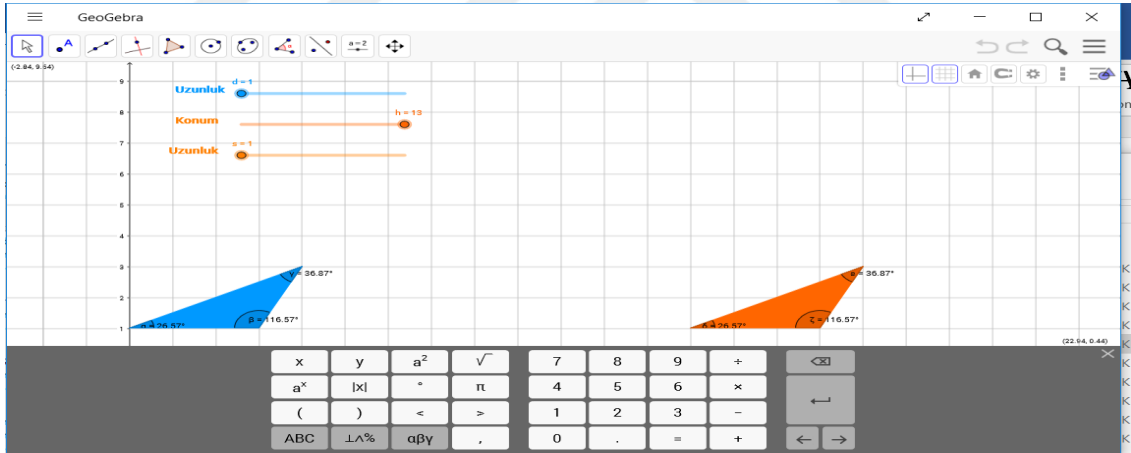 GeoGebra
a=2
(-2.84, 9.54)
d = 1
Uzunluk
h = 13
Konum
s = 1
Uzunluk
9
8
7
6
5
4
3
2
1
γ = 36.87°
β = 116.57°
α = 26.57°
36.87°
ζ = 116.57°
26.57°
(22.94, 0.44)
x y a² √ 7 8 9 ÷
aˣ |x| ° π 4 5 6 ×
( ) < > 1 2 3 −
ABC ⊥∧% αβγ , 0 . = + ← →
K
K
K
K
K
K
K
K
K